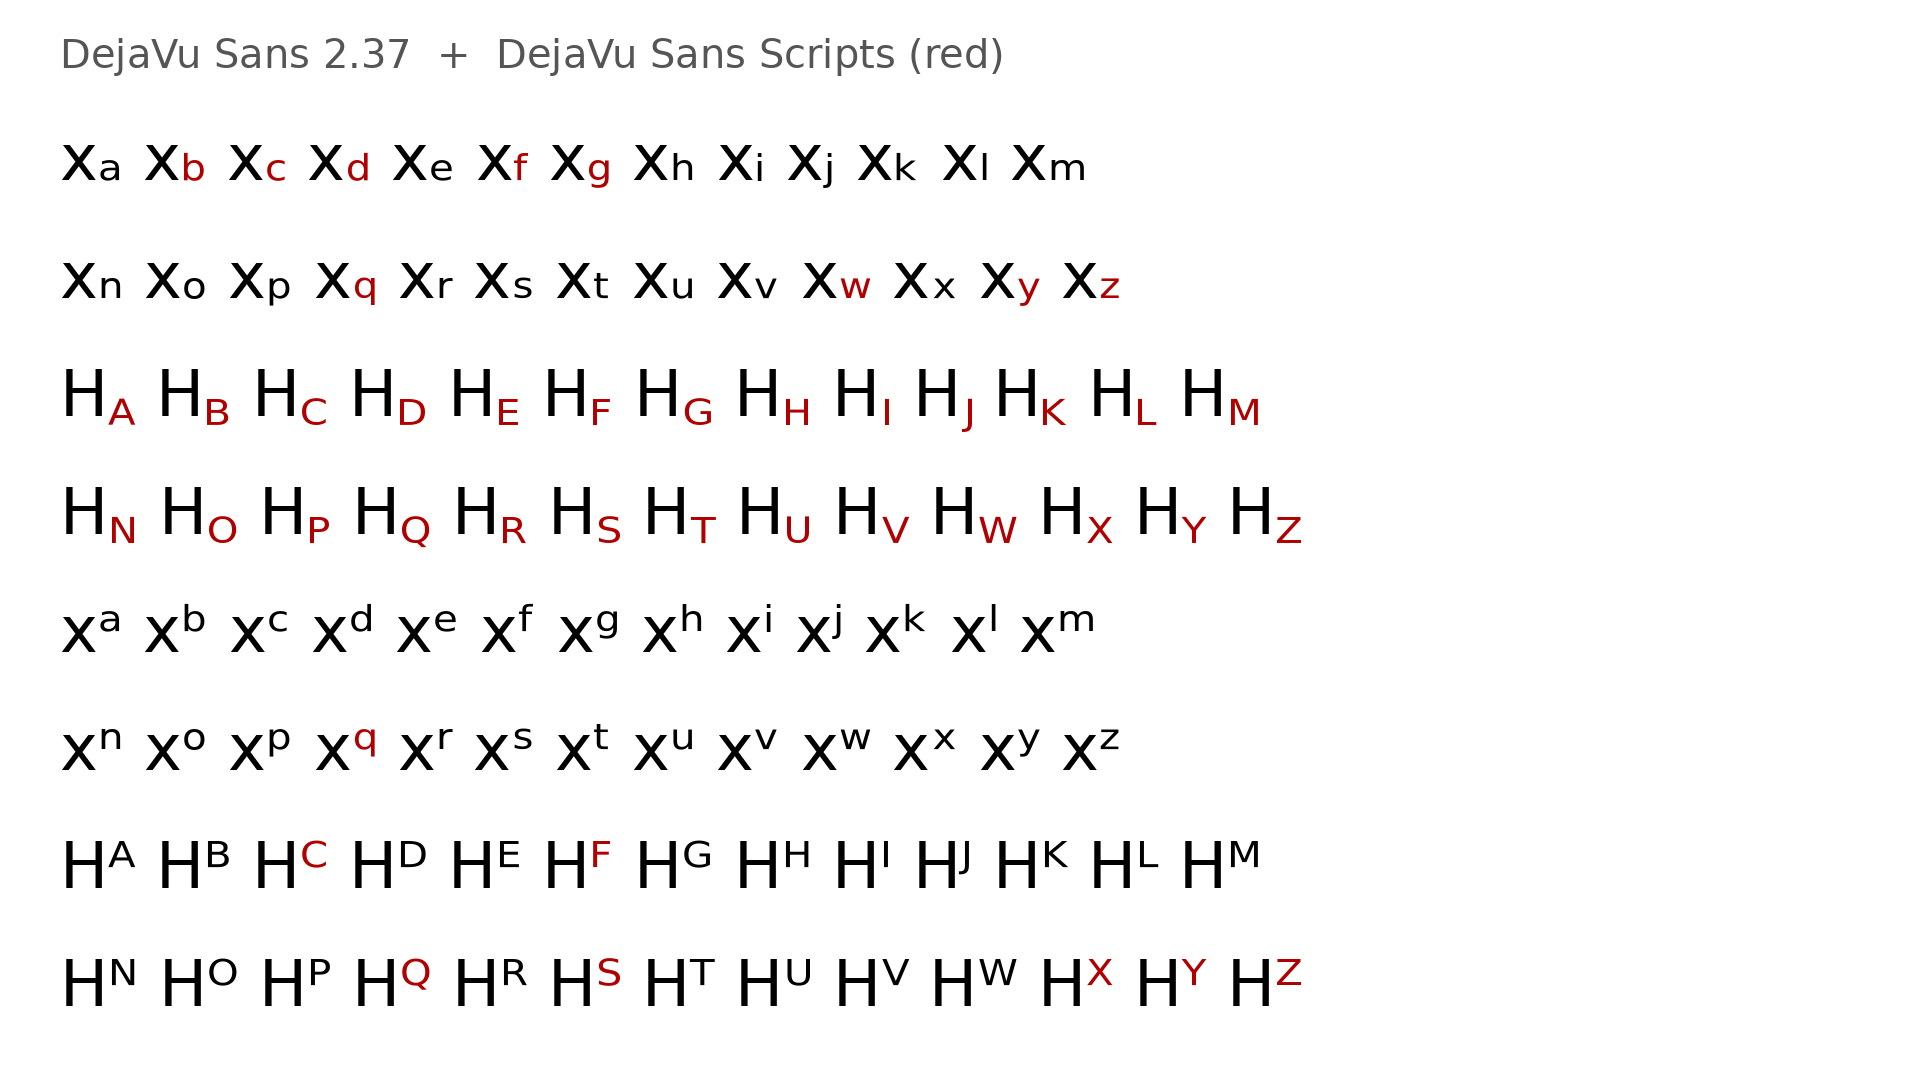 DejaVu Sans 2.37 + DejaVu Sans Scripts (red)
xₐ x_b x_c x_d xₑ x_f x_g xₕ xᵢ xⱼ xₖ xₗ xₘ
xₙ xₒ xₚ x_q xᵣ xₛ xₜ xᵤ xᵥ x_w xₓ x_y x_z
H_A H_B H_C H_D H_E H_F H_G H_H H_I H_J H_K H_L H_M
H_N H_O H_P H_Q H_R H_S H_T H_U H_V H_W H_X H_Y H_Z
xᵃ xᵇ xᶜ xᵈ xᵉ xᶠ xᵍ xʰ xⁱ xʲ xᵏ xˡ xᵐ
xⁿ xᵒ xᵖ x𐞥 xʳ xˢ xᵗ xᵘ xᵛ xʷ xˣ xʸ xᶻ
Hᴬ Hᴮ H^C Hᴰ Hᴱ H^F Hᴳ Hᴴ Hᴵ Hᴶ Hᴷ Hᴸ Hᴹ
Hᴺ Hᴼ Hᴾ H^Q Hᴿ H^S Hᵀ Hᵁ Hⱽ Hᵂ H^X H^Y H^Z